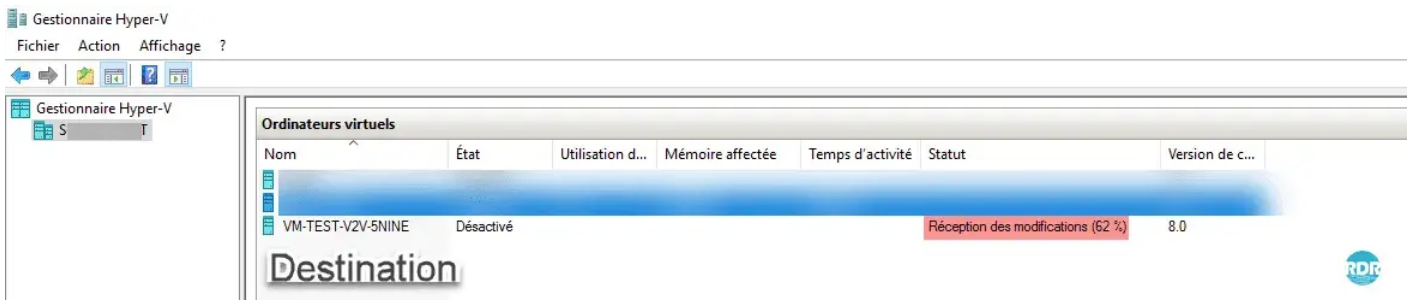 Gestionnaire Hyper-V
Fichier Action Affichage ?
Gestionnaire Hyper-V
S T
Ordinateurs virtuels
Nom État Utilisation d... Mémoire affectée Temps d'activité Statut Version de c...
VM-TEST-V2V-5NINE Désactivé Réception des modifications (62 %) 8.0
Destination
RDR